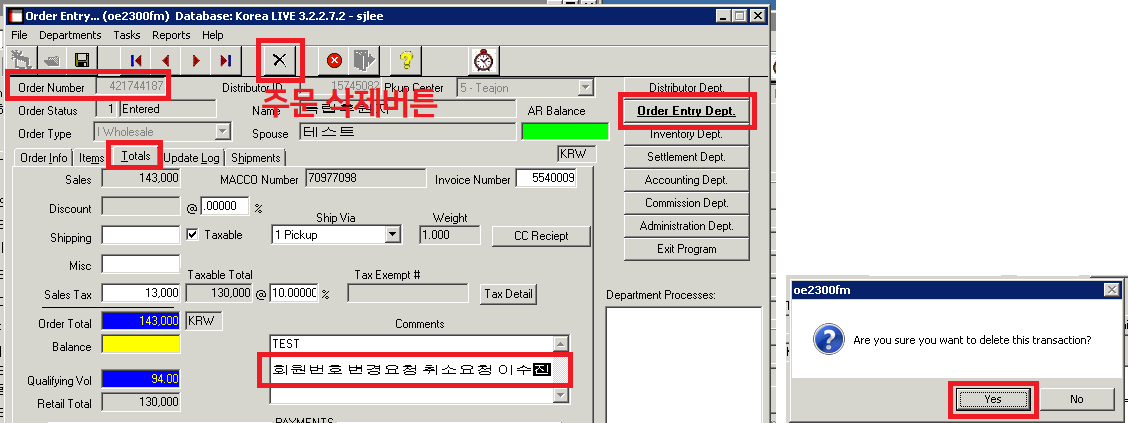 Order Entry... (oe2300fm) Database: Korea LIVE 3.2.2.7.2 - sjlee
File Departments Tasks Reports Help
Order Number 421744187 Distributor ID 15745082 Pkup Center 5 - Teajon
주문 삭제버튼
Order Status 1 Entered Name AR Balance
Order Type I Wholesale Spouse 테스트
KRW
Order Info Items Totals Update Log Shipments
Sales 143,000 MACCO Number 70977098 Invoice Number 5540009
Discount @ .00000 %
Ship Via Weight
Shipping Taxable 1 Pickup 1.000 CC Reciept
Misc
Taxable Total Tax Exempt #
Sales Tax 13,000 130,000 @ 10.00000 % Tax Detail
Order Total 143,000 KRW Comments
Balance TEST
회원번호 변경요청 취소요청 이수진
Qualifying Vol 94.00
Retail Total 130,000
PAYMENTS
Distributor Dept.
Order Entry Dept.
Inventory Dept.
Settlement Dept.
Accounting Dept.
Commission Dept.
Administration Dept.
Exit Program
Department Processes:
oe2300fm
Are you sure you want to delete this transaction?
Yes No